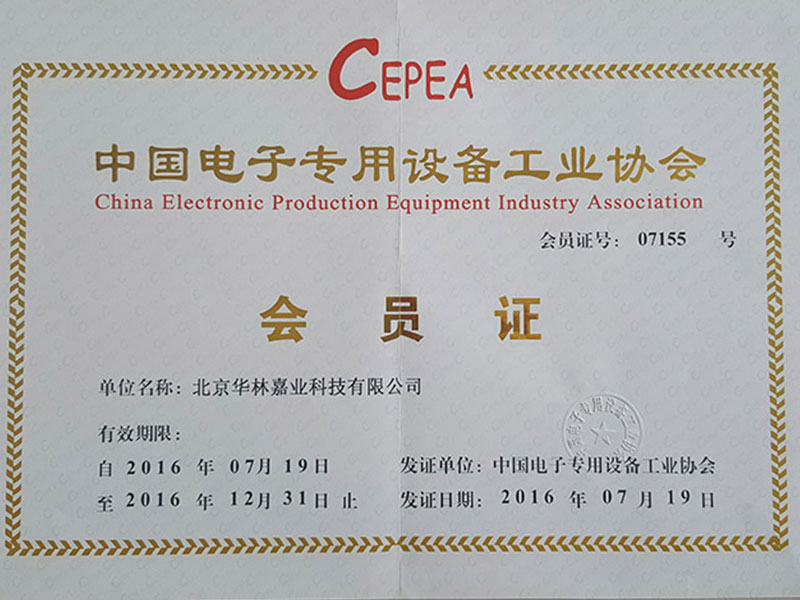 CEPEA
中国电子专用设备工业协会
China Electronic Production Equipment Industry Association
会员证号: 07155 号
会 员 证
单位名称: 北京华林嘉业科技有限公司
有效期限:
自 2016 年 07月 19日 发证单位: 中国电子专用设备工业协会
至 2016 年 12月 31日 止 发证日期: 2016 年 07 月 19日